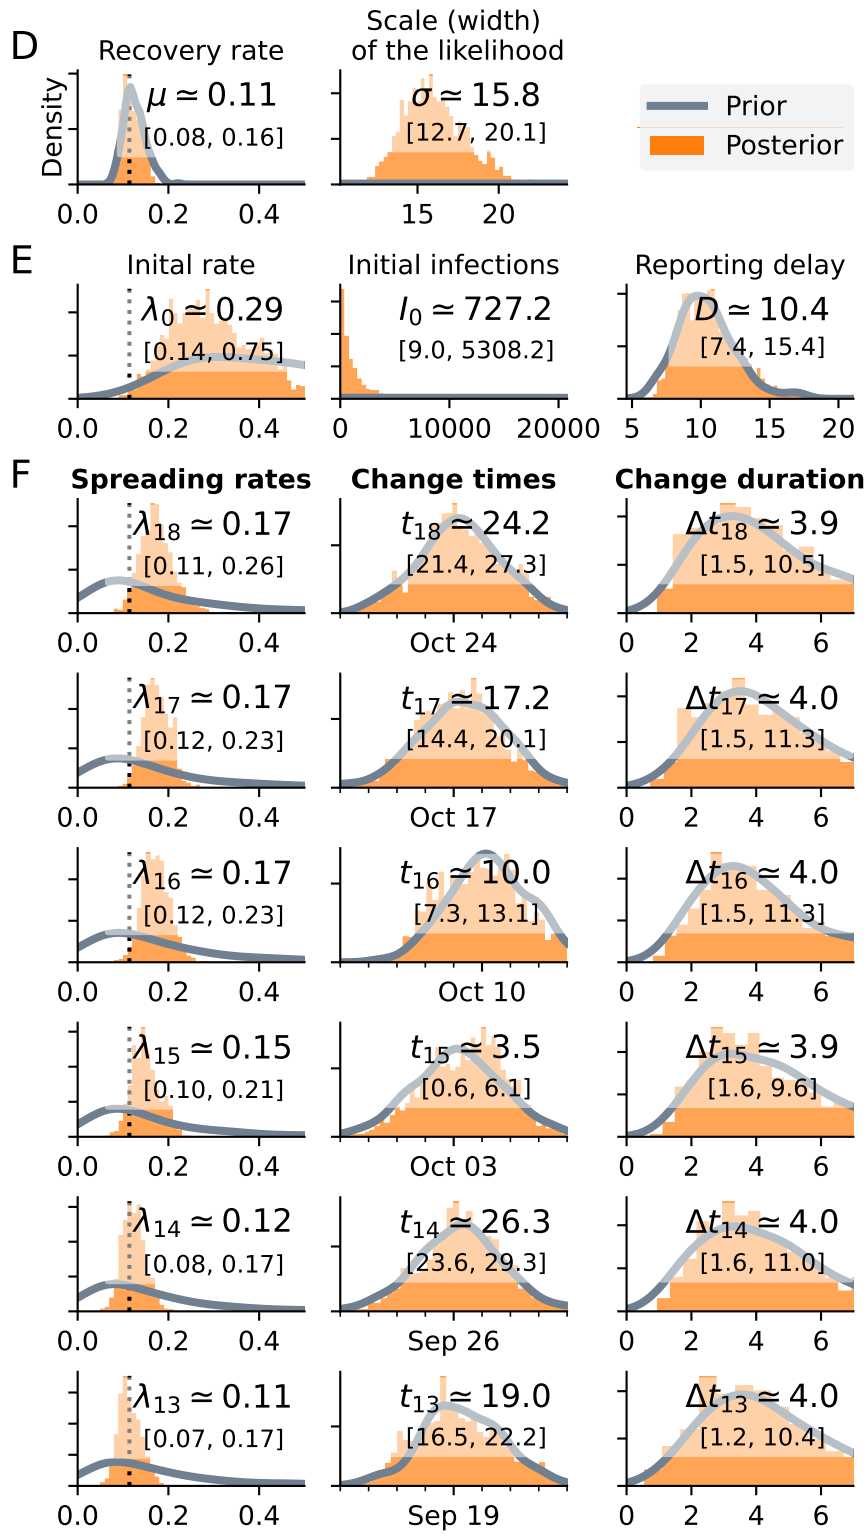 D
Recovery rate
Scale (width)
of the likelihood
Density
μ ≃ 0.11
[0.08, 0.16]
σ ≃ 15.8
[12.7, 20.1]
Prior
Posterior
0.0 0.2 0.4
15 20
E
Inital rate
Initial infections
Reporting delay
λ0 ≃ 0.29
[0.14, 0.75]
I0 ≃ 727.2
[9.0, 5308.2]
D ≃ 10.4
[7.4, 15.4]
0.0 0.2 0.4
0 10000 20000
5 10 15 20
F
Spreading rates
Change times
Change duration
λ18 ≃ 0.17
[0.11, 0.26]
t18 ≃ 24.2
[21.4, 27.3]
Δt18 ≃ 3.9
[1.5, 10.5]
0.0 0.2 0.4
Oct 24
0 2 4 6
λ17 ≃ 0.17
[0.12, 0.23]
t17 ≃ 17.2
[14.4, 20.1]
Δt17 ≃ 4.0
[1.5, 11.3]
0.0 0.2 0.4
Oct 17
0 2 4 6
λ16 ≃ 0.17
[0.12, 0.23]
t16 ≃ 10.0
[7.3, 13.1]
Δt16 ≃ 4.0
[1.5, 11.3]
0.0 0.2 0.4
Oct 10
0 2 4 6
λ15 ≃ 0.15
[0.10, 0.21]
t15 ≃ 3.5
[0.6, 6.1]
Δt15 ≃ 3.9
[1.6, 9.6]
0.0 0.2 0.4
Oct 03
0 2 4 6
λ14 ≃ 0.12
[0.08, 0.17]
t14 ≃ 26.3
[23.6, 29.3]
Δt14 ≃ 4.0
[1.6, 11.0]
0.0 0.2 0.4
Sep 26
0 2 4 6
λ13 ≃ 0.11
[0.07, 0.17]
t13 ≃ 19.0
[16.5, 22.2]
Δt13 ≃ 4.0
[1.2, 10.4]
0.0 0.2 0.4
Sep 19
0 2 4 6